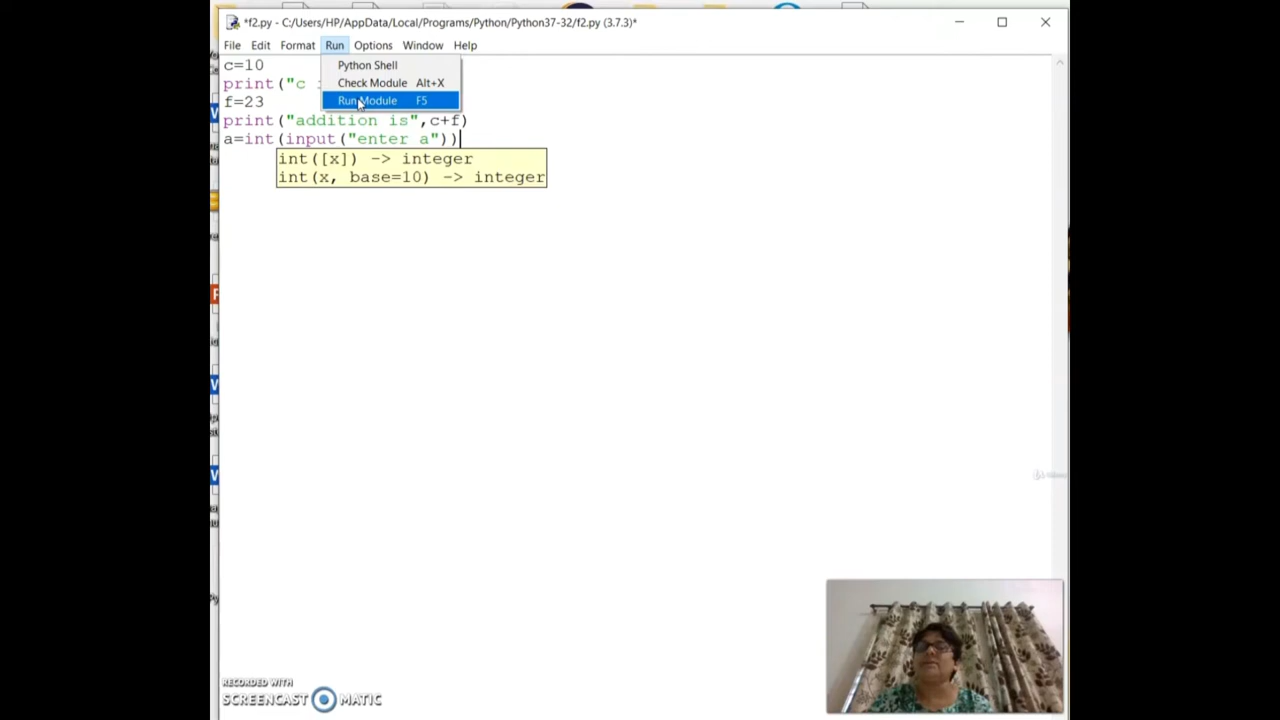 *f2.py - C:/Users/HP/AppData/Local/Programs/Python/Python37-32/f2.py (3.7.3)*
File Edit Format Run Options Window Help
c=10
Python Shell
print("c
Check Module Alt+X
f=23
Run Module F5
print("addition is",c+f)
a=int(input("enter a"))
int([x]) -> integer
int(x, base=10) -> integer
RECORDED WITH
SCREENCAST MATIC